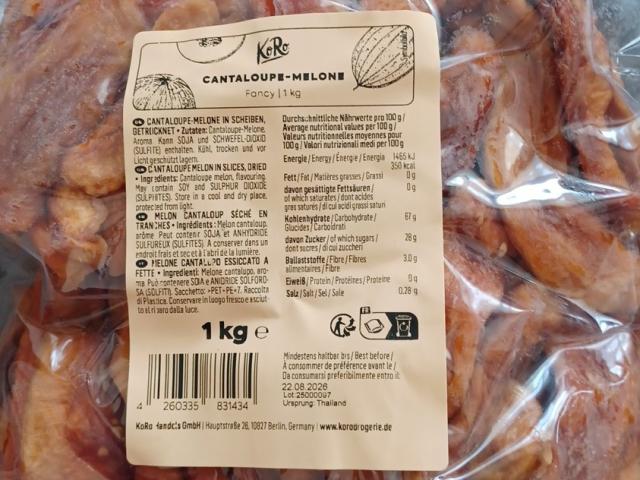 KoRo
CANTALOUPE-MELONE
Fancy | 1 kg
Symbolbild
CANTALOUPE-MELONE IN SCHEIBEN,
GETROCKNET • Zutaten: Cantaloupe-Melone,
Aroma. Kann SOJA und SCHWEFELDIOXID
(SULFITE) enthalten. Kühl, trocken und vor
Licht geschützt lagern.
CANTALOUPE MELON IN SLICES, DRIED
• Ingredients: Cantaloupe melon, flavouring.
May contain SOY and SULPHUR DIOXIDE
(SULPHITES). Store in a cool and dry place,
protected from light.
MELON CANTALOUP SÉCHÉ EN
TRANCHES • Ingrédients: Melon cantaloup,
arôme. Peut contenir SOJA et ANHYDRIDE
SULFUREUX (SULFITES). A conserver dans un
endroit frais et sec et à l'abri de la lumière.
MELONE CANTALUPO ESSICCATO A
FETTE • Ingredienti: Melone cantalupo, aro-
ma. Può contenere SOIA e ANIDRIDE SOLFORO-
SA (SOLFITI). Sacchetto: >PET+PE<7. Raccolta
di Plastica. Conservare in luogo fresco e asciut-
to e al riparo dalla luce.
Durchschnittliche Nährwerte pro 100 g /
Average nutritional values per 100 g /
Valeurs nutritionnelles moyennes pour
100 g / Valori nutrizionali medi per 100 g
Energie / Energy / Énergie / Energia 1465 kJ
350 kcal
Fett / Fat / Matières grasses / Grassi 0 g
davon gesättigte Fettsäuren / 0 g
of which saturates / dont acides
gras saturés / di cui acidi grassi saturi
Kohlenhydrate / Carbohydrate / 87 g
Glucides / Carboidrati
davon Zucker / of which sugars / 28 g
dont sucres / di cui zuccheri
Ballaststoffe / Fibre / Fibres 3.0 g
alimentaires / Fibre
Eiweiß / Protein / Protéines / Proteine 0 g
Salz / Salt / Sel / Sale 0.28 g
1 kg e
FR
Mindestens haltbar bis / Best before /
À consommer de préférence avant le /
Da consumarsi preferibilmente entro il:
22.08.2026
Lot: 25000097
Ursprung: Thailand
4 260335 831434
KoRo Handels GmbH | Hauptstraße 26, 10827 Berlin, Germany | www.korodrogerie.de